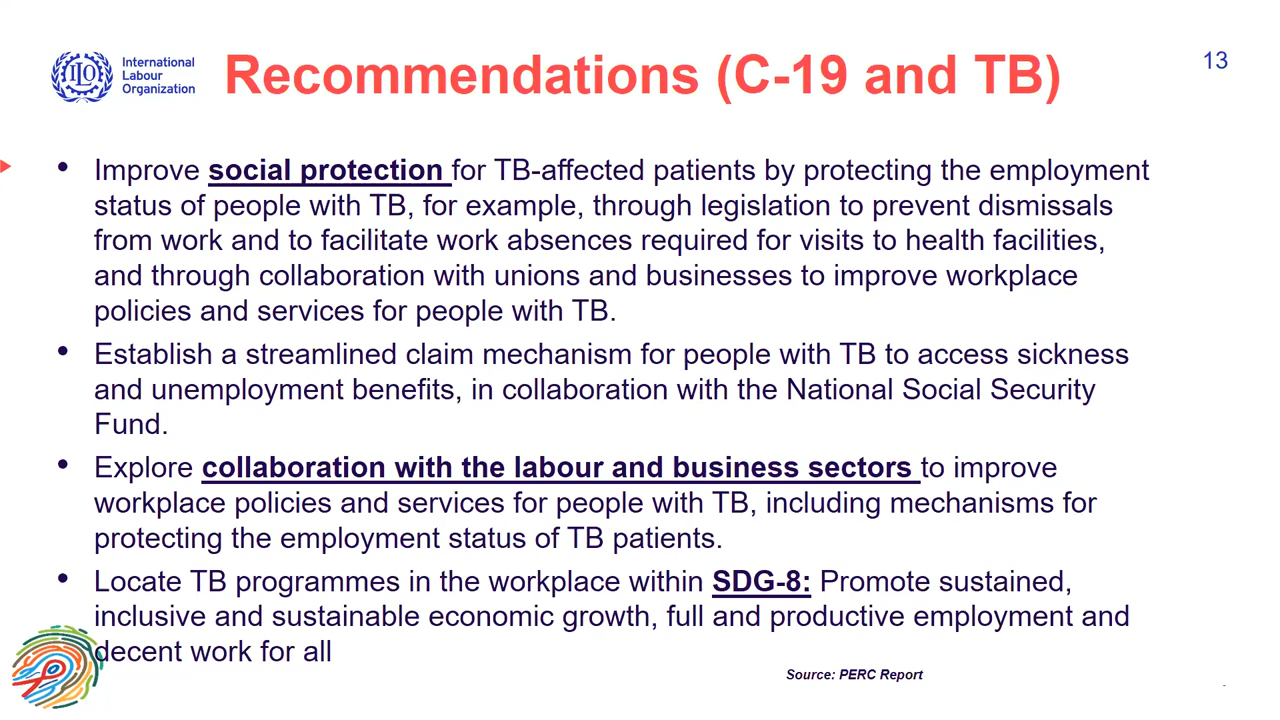 International
Labour
Organization
Recommendations (C-19 and TB)
13
• Improve social protection for TB-affected patients by protecting the employment
status of people with TB, for example, through legislation to prevent dismissals
from work and to facilitate work absences required for visits to health facilities,
and through collaboration with unions and businesses to improve workplace
policies and services for people with TB.
• Establish a streamlined claim mechanism for people with TB to access sickness
and unemployment benefits, in collaboration with the National Social Security
Fund.
• Explore collaboration with the labour and business sectors to improve
workplace policies and services for people with TB, including mechanisms for
protecting the employment status of TB patients.
• Locate TB programmes in the workplace within SDG-8: Promote sustained,
inclusive and sustainable economic growth, full and productive employment and
decent work for all
Source: PERC Report